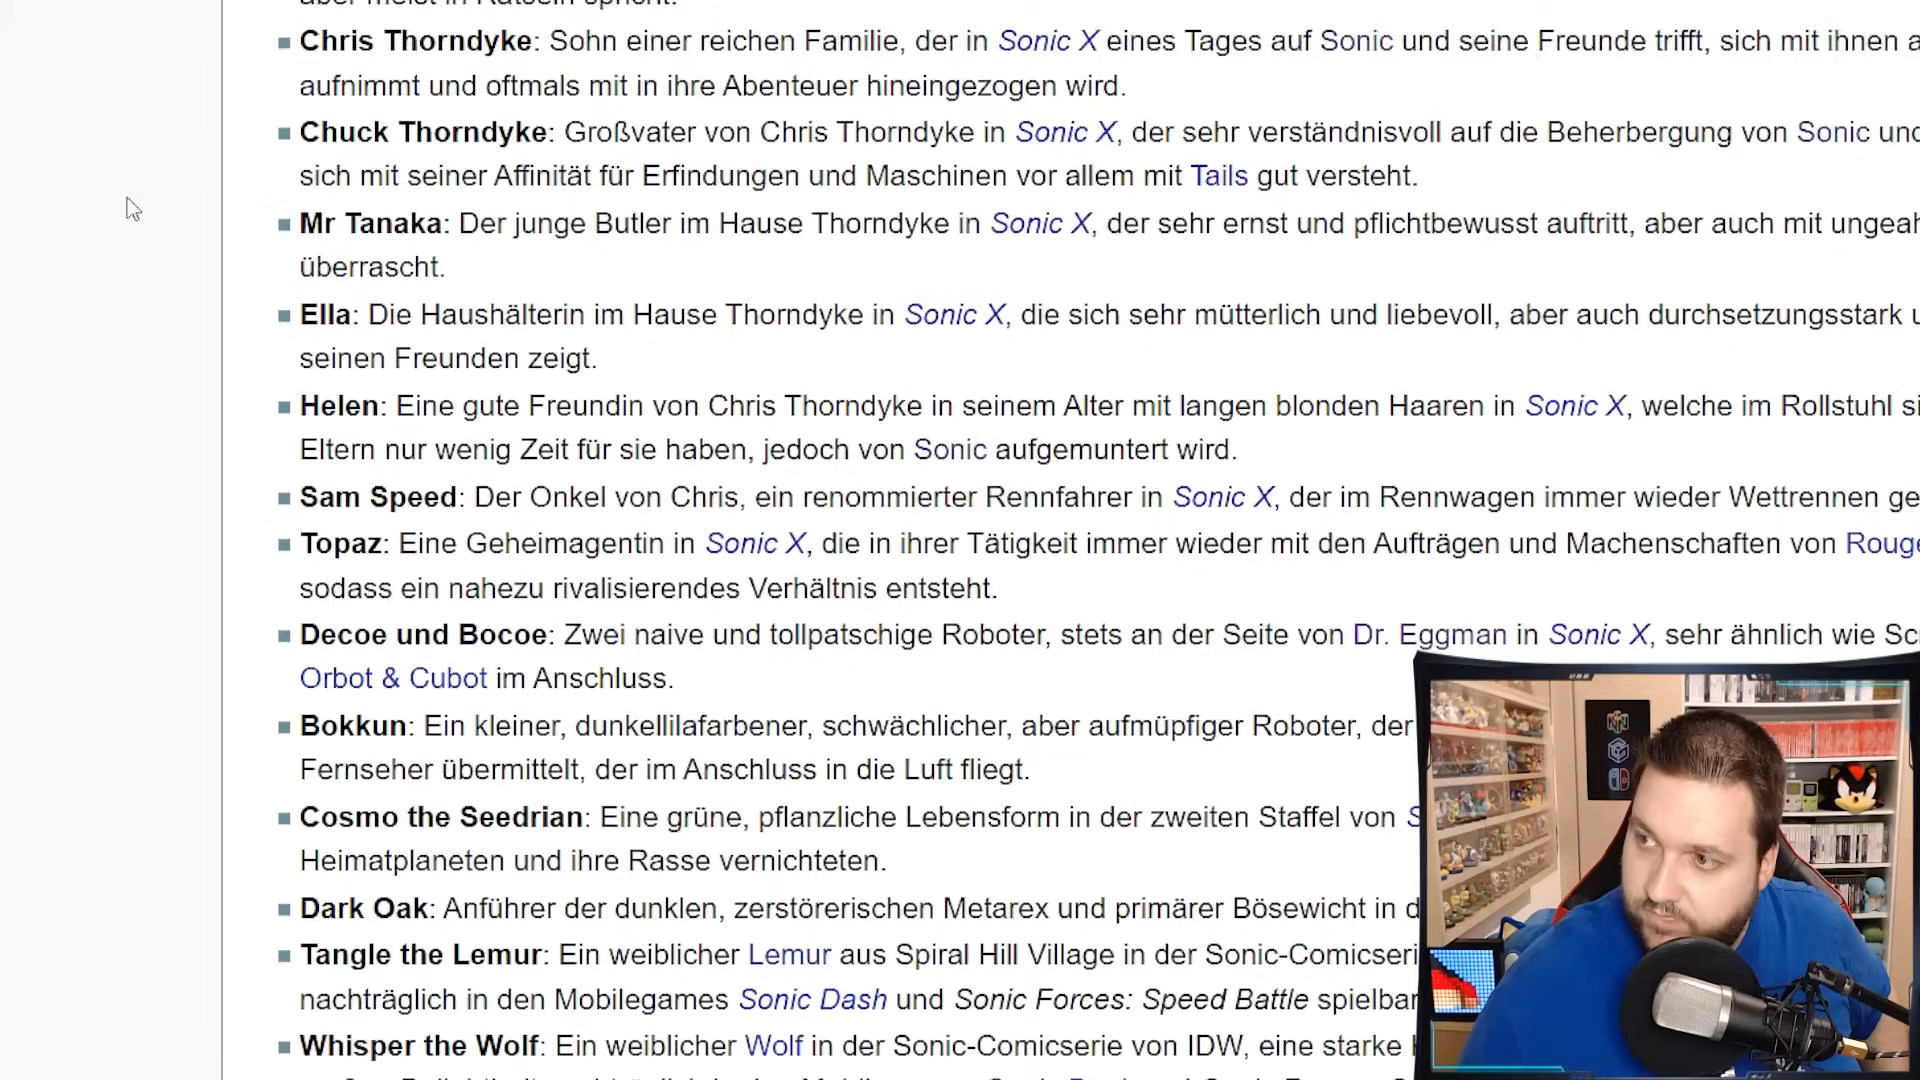 aber meist in Rätseln spricht.
Chris Thorndyke: Sohn einer reichen Familie, der in Sonic X eines Tages auf Sonic und seine Freunde trifft, sich mit ihnen
aufnimmt und oftmals mit in ihre Abenteuer hineingezogen wird.
Chuck Thorndyke: Großvater von Chris Thorndyke in Sonic X, der sehr verständnisvoll auf die Beherbergung von Sonic und
sich mit seiner Affinität für Erfindungen und Maschinen vor allem mit Tails gut versteht.
Mr Tanaka: Der junge Butler im Hause Thorndyke in Sonic X, der sehr ernst und pflichtbewusst auftritt, aber auch mit
überrascht.
Ella: Die Haushälterin im Hause Thorndyke in Sonic X, die sich sehr mütterlich und liebevoll, aber auch durchsetzungsstark
seinen Freunden zeigt.
Helen: Eine gute Freundin von Chris Thorndyke in seinem Alter mit langen blonden Haaren in Sonic X, welche im Rollstuhl
Eltern nur wenig Zeit für sie haben, jedoch von Sonic aufgemuntert wird.
Sam Speed: Der Onkel von Chris, ein renommierter Rennfahrer in Sonic X, der im Rennwagen immer wieder Wettrennen
Topaz: Eine Geheimagentin in Sonic X, die in ihrer Tätigkeit immer wieder mit den Aufträgen und Machenschaften von Rouge
sodass ein nahezu rivalisierendes Verhältnis entsteht.
Decoe und Bocoe: Zwei naive und tollpatschige Roboter, stets an der Seite von Dr. Eggman in Sonic X, sehr ähnlich wie
Orbot & Cubot im Anschluss.
Bokkun: Ein kleiner, dunkellilafarbener, schwächlicher, aber aufmüpfiger Roboter, der
Fernseher übermittelt, der im Anschluss in die Luft fliegt.
Cosmo the Seedrian: Eine grüne, pflanzliche Lebensform in der zweiten Staffel von
Heimatplaneten und ihre Rasse vernichteten.
Dark Oak: Anführer der dunklen, zerstörerischen Metarex und primärer Bösewicht in
Tangle the Lemur: Ein weiblicher Lemur aus Spiral Hill Village in der Sonic-Comicseri
nachträglich in den Mobilegames Sonic Dash und Sonic Forces: Speed Battle spielbar
Whisper the Wolf: Ein weiblicher Wolf in der Sonic-Comicserie von IDW, eine starke